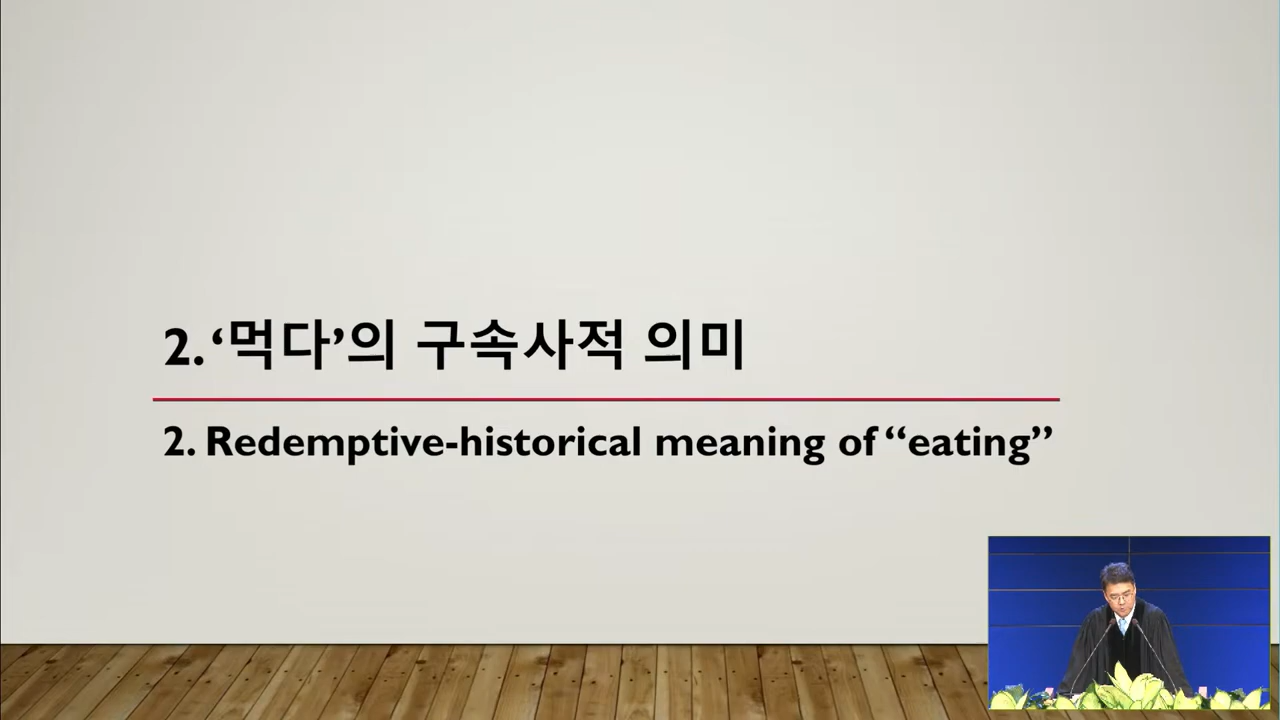 2. ‘먹다’의 구속사적 의미
2. Redemptive-historical meaning of “eating”